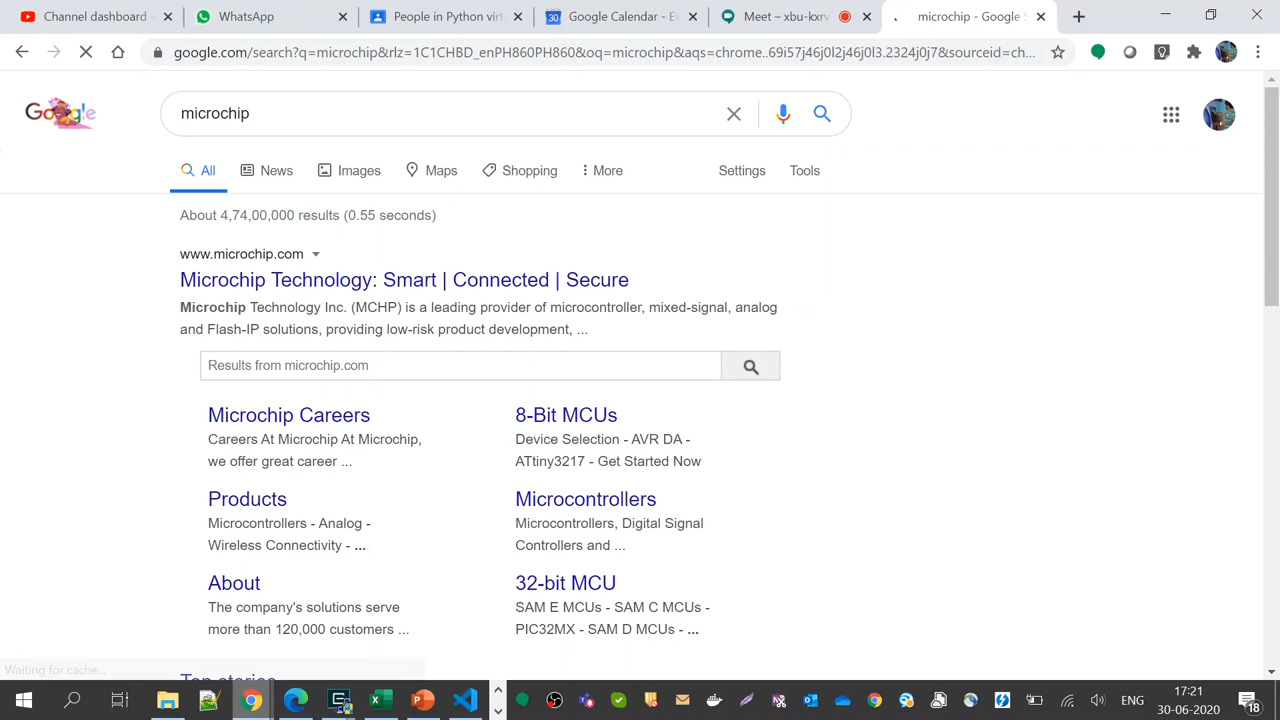 Channel dashboard
WhatsApp
People in Python virt
Google Calendar - Ev
Meet – xbu-kxrv
microchip - Google S
google.com/search?q=microchip&rlz=1C1CHBD_enPH860PH860&oq=microchip&aqs=chrome..69i57j46j0l2j46j0l3.2324j0j7&sourceid=ch...
Google
microchip
All News Images Maps Shopping More Settings Tools
About 4,74,00,000 results (0.55 seconds)
www.microchip.com
Microchip Technology: Smart | Connected | Secure
Microchip Technology Inc. (MCHP) is a leading provider of microcontroller, mixed-signal, analog
and Flash-IP solutions, providing low-risk product development, ...
Results from microchip.com
Microchip Careers
Careers At Microchip At Microchip,
we offer great career ...
8-Bit MCUs
Device Selection - AVR DA -
ATtiny3217 - Get Started Now
Products
Microcontrollers - Analog -
Wireless Connectivity - ...
Microcontrollers
Microcontrollers, Digital Signal
Controllers and ...
About
The company's solutions serve
more than 120,000 customers ...
32-bit MCU
SAM E MCUs - SAM C MCUs -
PIC32MX - SAM D MCUs - ...
Waiting for cache...
Top stories
ENG
17:21
30-06-2020
18